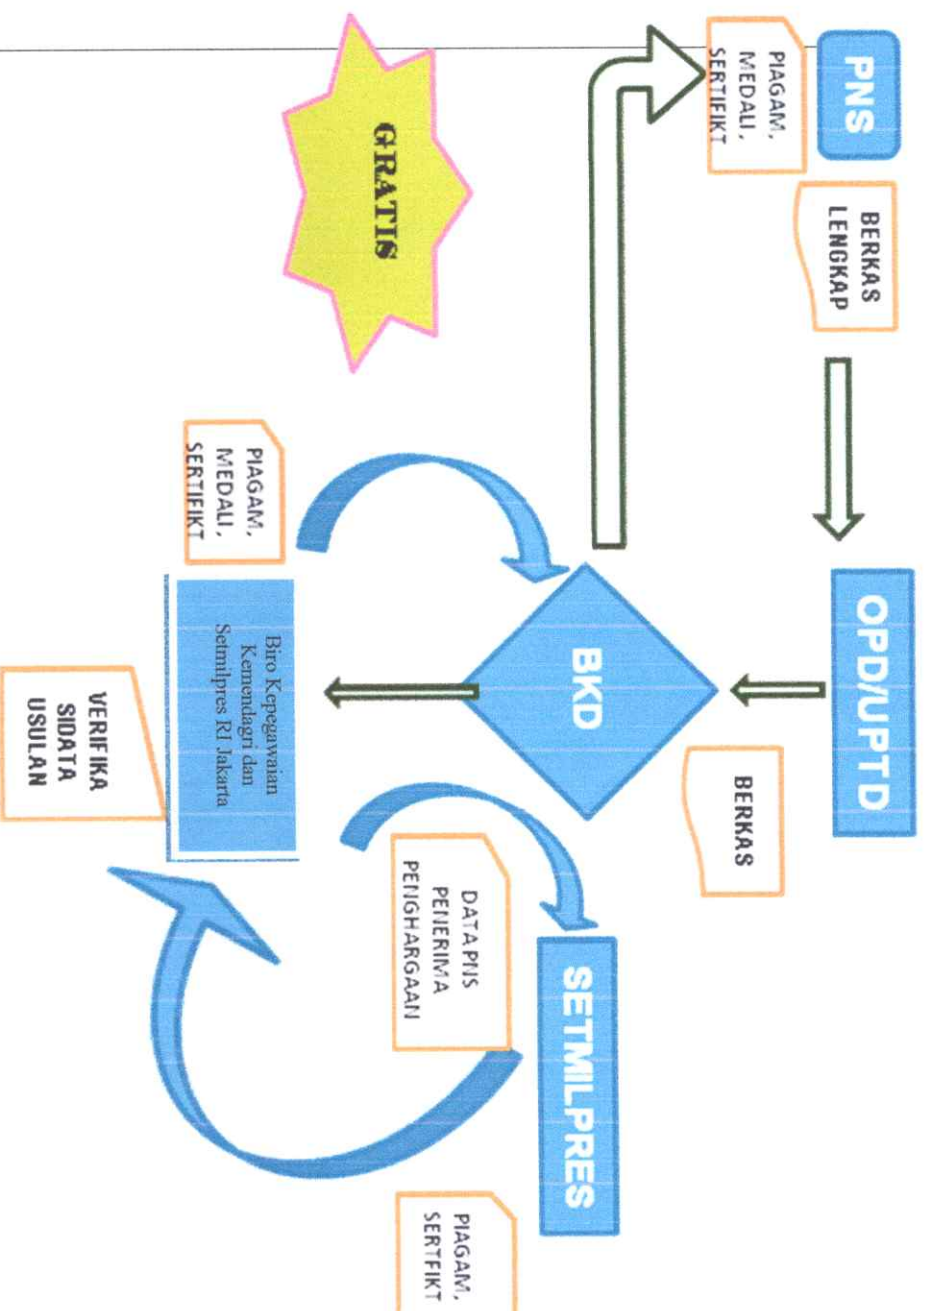 PNS
PIAGAM,
MEDALI,
SERTIFIKT
BERKAS
LENGKAP
OPD/UPTD
BERKAS
BKD
GRATIS
PIAGAM,
MEDALI,
SERTIFIKT
Biro Kepegawaian
Kemendagri dan
Setmilpres RI Jakarta
VERIFIKA
SIDATA
USULAN
DATA PNS
PENERIMA
PENGHARGAAN
SETMILPRES
PIAGAM,
SERTFIKT